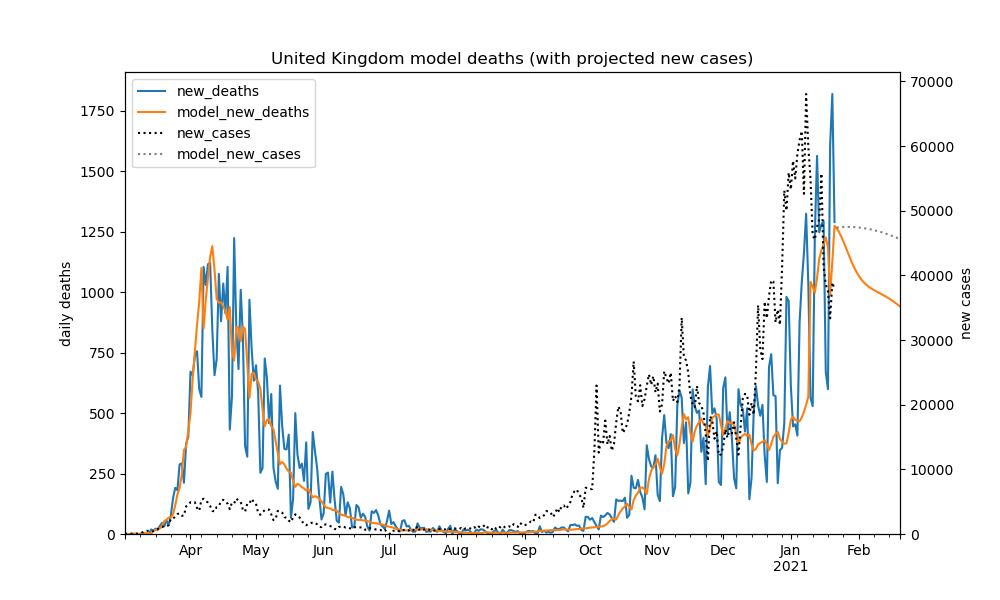 United Kingdom model deaths (with projected new cases)
new_deaths
model_new_deaths
new_cases
model_new_cases
daily deaths
1750
1500
1250
1000
750
500
250
0
70000
60000
50000
40000
30000
20000
10000
0
new cases
Apr May Jun Jul Aug Sep Oct Nov Dec Jan Feb
2021